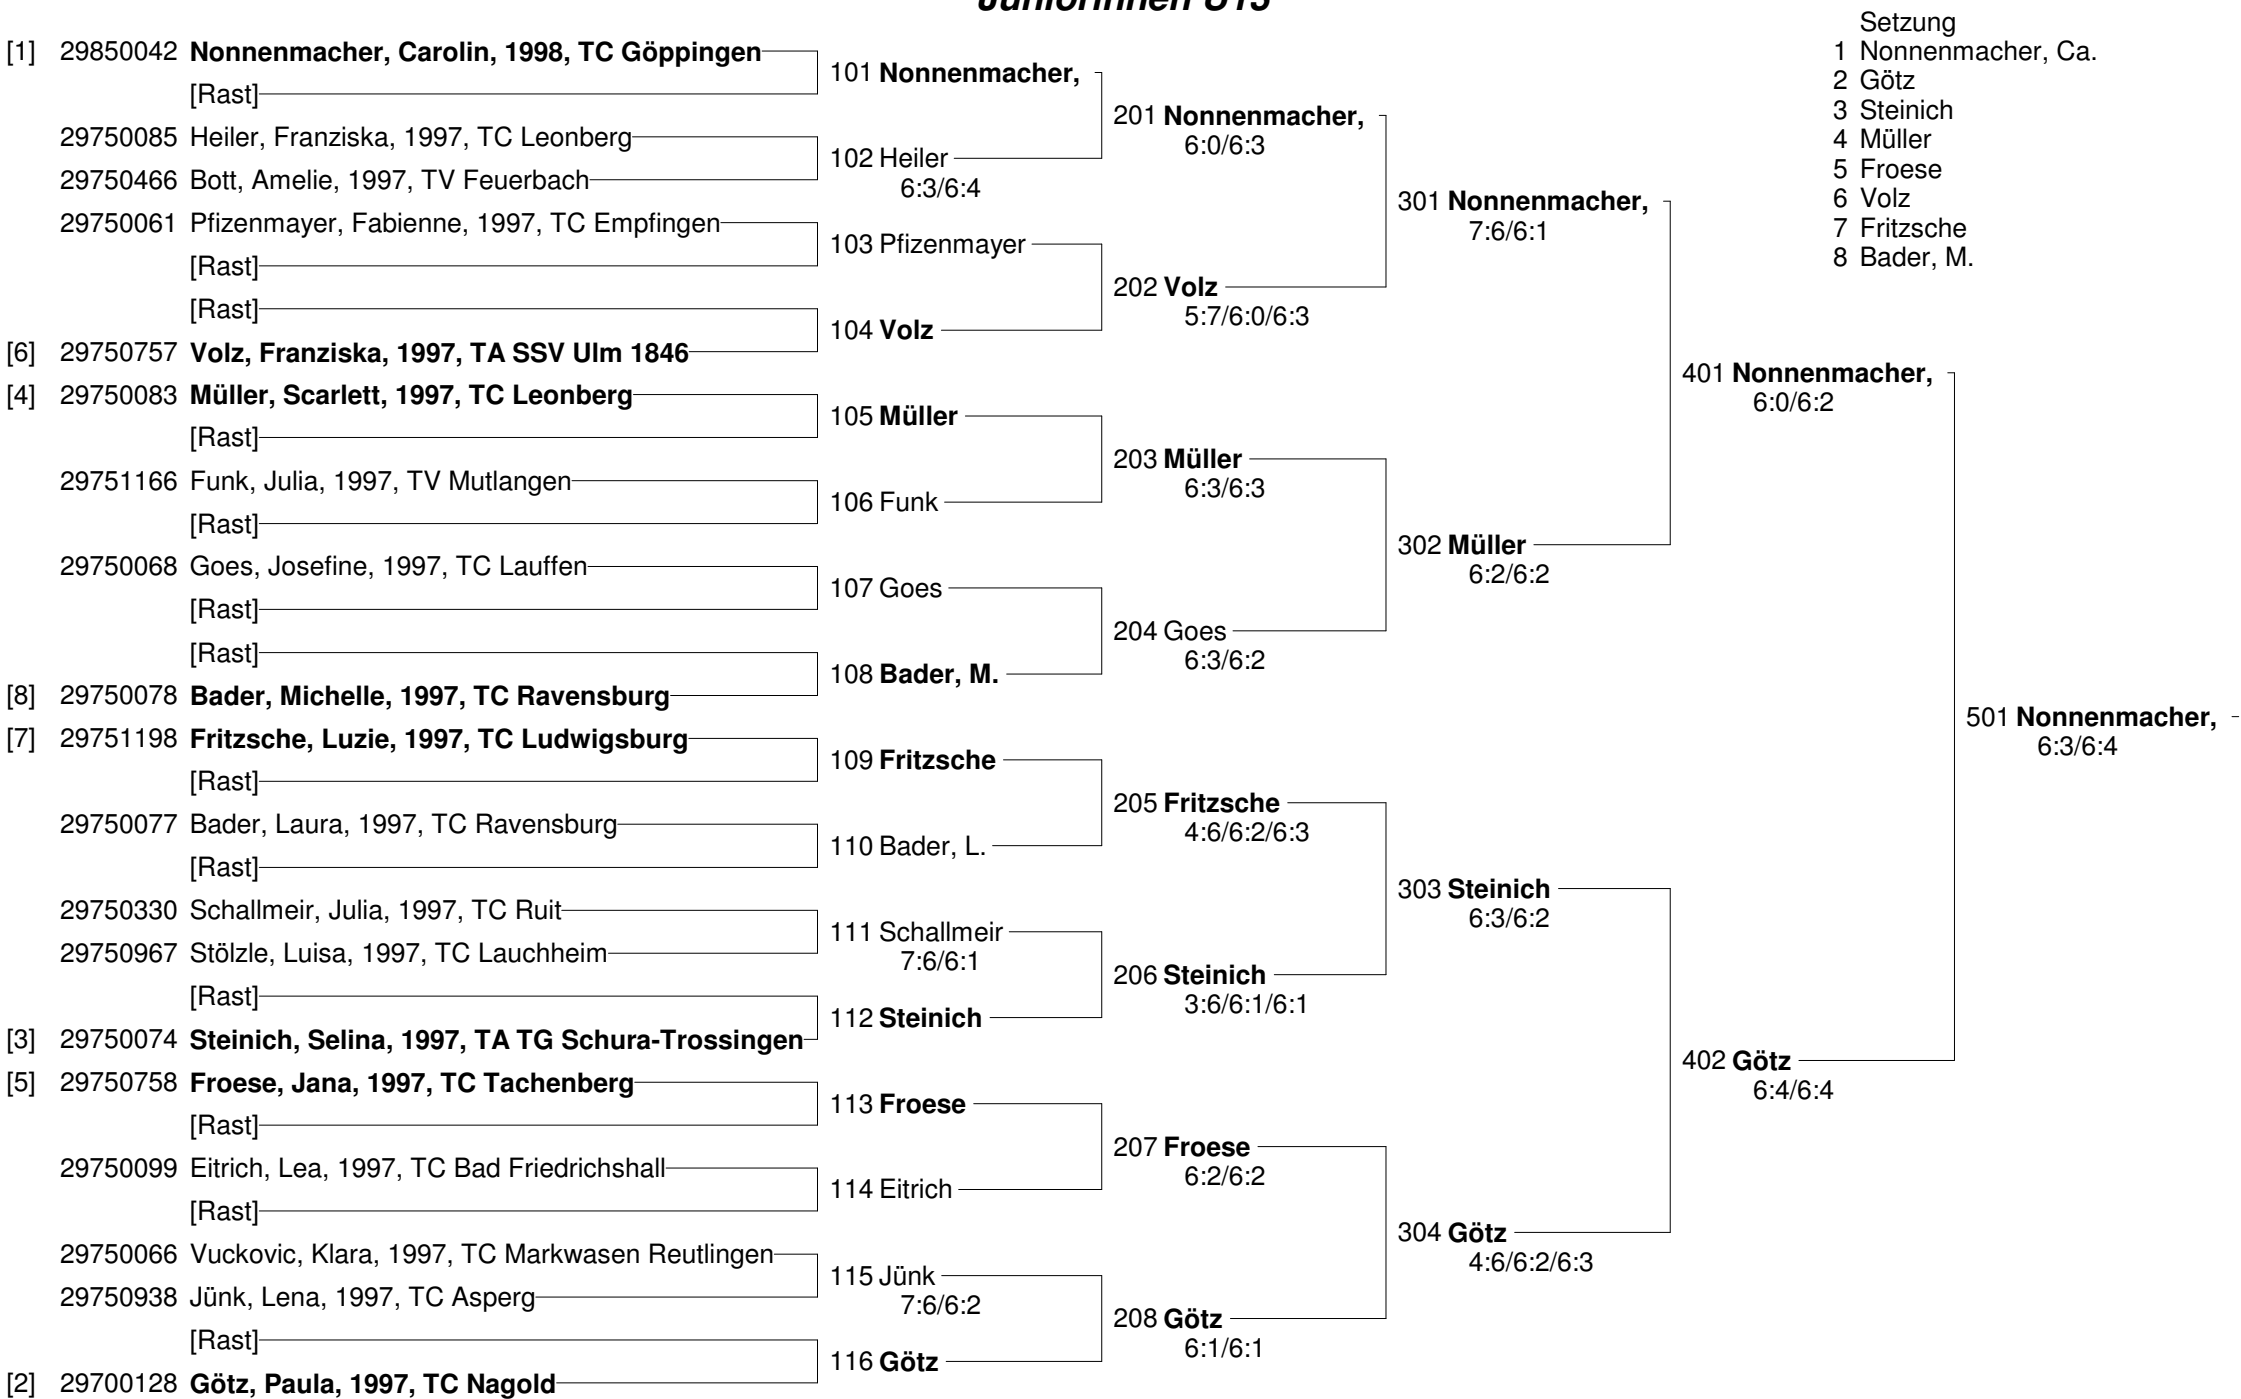 Juniorinnen U13
Setzung
1 Nonnenmacher, Ca.
2 Götz
3 Steinich
4 Müller
5 Froese
6 Volz
7 Fritzsche
8 Bader, M.
[1] 29850042 Nonnenmacher, Carolin, 1998, TC Göppingen
[Rast]
29750085 Heiler, Franziska, 1997, TC Leonberg
29750466 Bott, Amelie, 1997, TV Feuerbach
29750061 Pfizenmayer, Fabienne, 1997, TC Empfingen
[Rast]
[Rast]
[6] 29750757 Volz, Franziska, 1997, TA SSV Ulm 1846
[4] 29750083 Müller, Scarlett, 1997, TC Leonberg
[Rast]
29751166 Funk, Julia, 1997, TV Mutlangen
[Rast]
29750068 Goes, Josefine, 1997, TC Lauffen
[Rast]
[Rast]
[8] 29750078 Bader, Michelle, 1997, TC Ravensburg
[7] 29751198 Fritzsche, Luzie, 1997, TC Ludwigsburg
[Rast]
29750077 Bader, Laura, 1997, TC Ravensburg
[Rast]
29750330 Schallmeir, Julia, 1997, TC Ruit
29750967 Stölzle, Luisa, 1997, TC Lauchheim
[Rast]
[3] 29750074 Steinich, Selina, 1997, TA TG Schura-Trossingen
[5] 29750758 Froese, Jana, 1997, TC Tachenberg
[Rast]
29750099 Eitrich, Lea, 1997, TC Bad Friedrichshall
[Rast]
29750066 Vuckovic, Klara, 1997, TC Markwasen Reutlingen
29750938 Jünk, Lena, 1997, TC Asperg
[Rast]
[2] 29700128 Götz, Paula, 1997, TC Nagold
101 Nonnenmacher,
102 Heiler
6:3/6:4
103 Pfizenmayer
104 Volz
105 Müller
106 Funk
107 Goes
108 Bader, M.
109 Fritzsche
110 Bader, L.
111 Schallmeir
7:6/6:1
112 Steinich
113 Froese
114 Eitrich
115 Jünk
7:6/6:2
116 Götz
201 Nonnenmacher,
6:0/6:3
202 Volz
5:7/6:0/6:3
203 Müller
6:3/6:3
204 Goes
6:3/6:2
205 Fritzsche
4:6/6:2/6:3
206 Steinich
3:6/6:1/6:1
207 Froese
6:2/6:2
208 Götz
6:1/6:1
301 Nonnenmacher,
7:6/6:1
302 Müller
6:2/6:2
303 Steinich
6:3/6:2
304 Götz
4:6/6:2/6:3
401 Nonnenmacher,
6:0/6:2
402 Götz
6:4/6:4
501 Nonnenmacher,
6:3/6:4